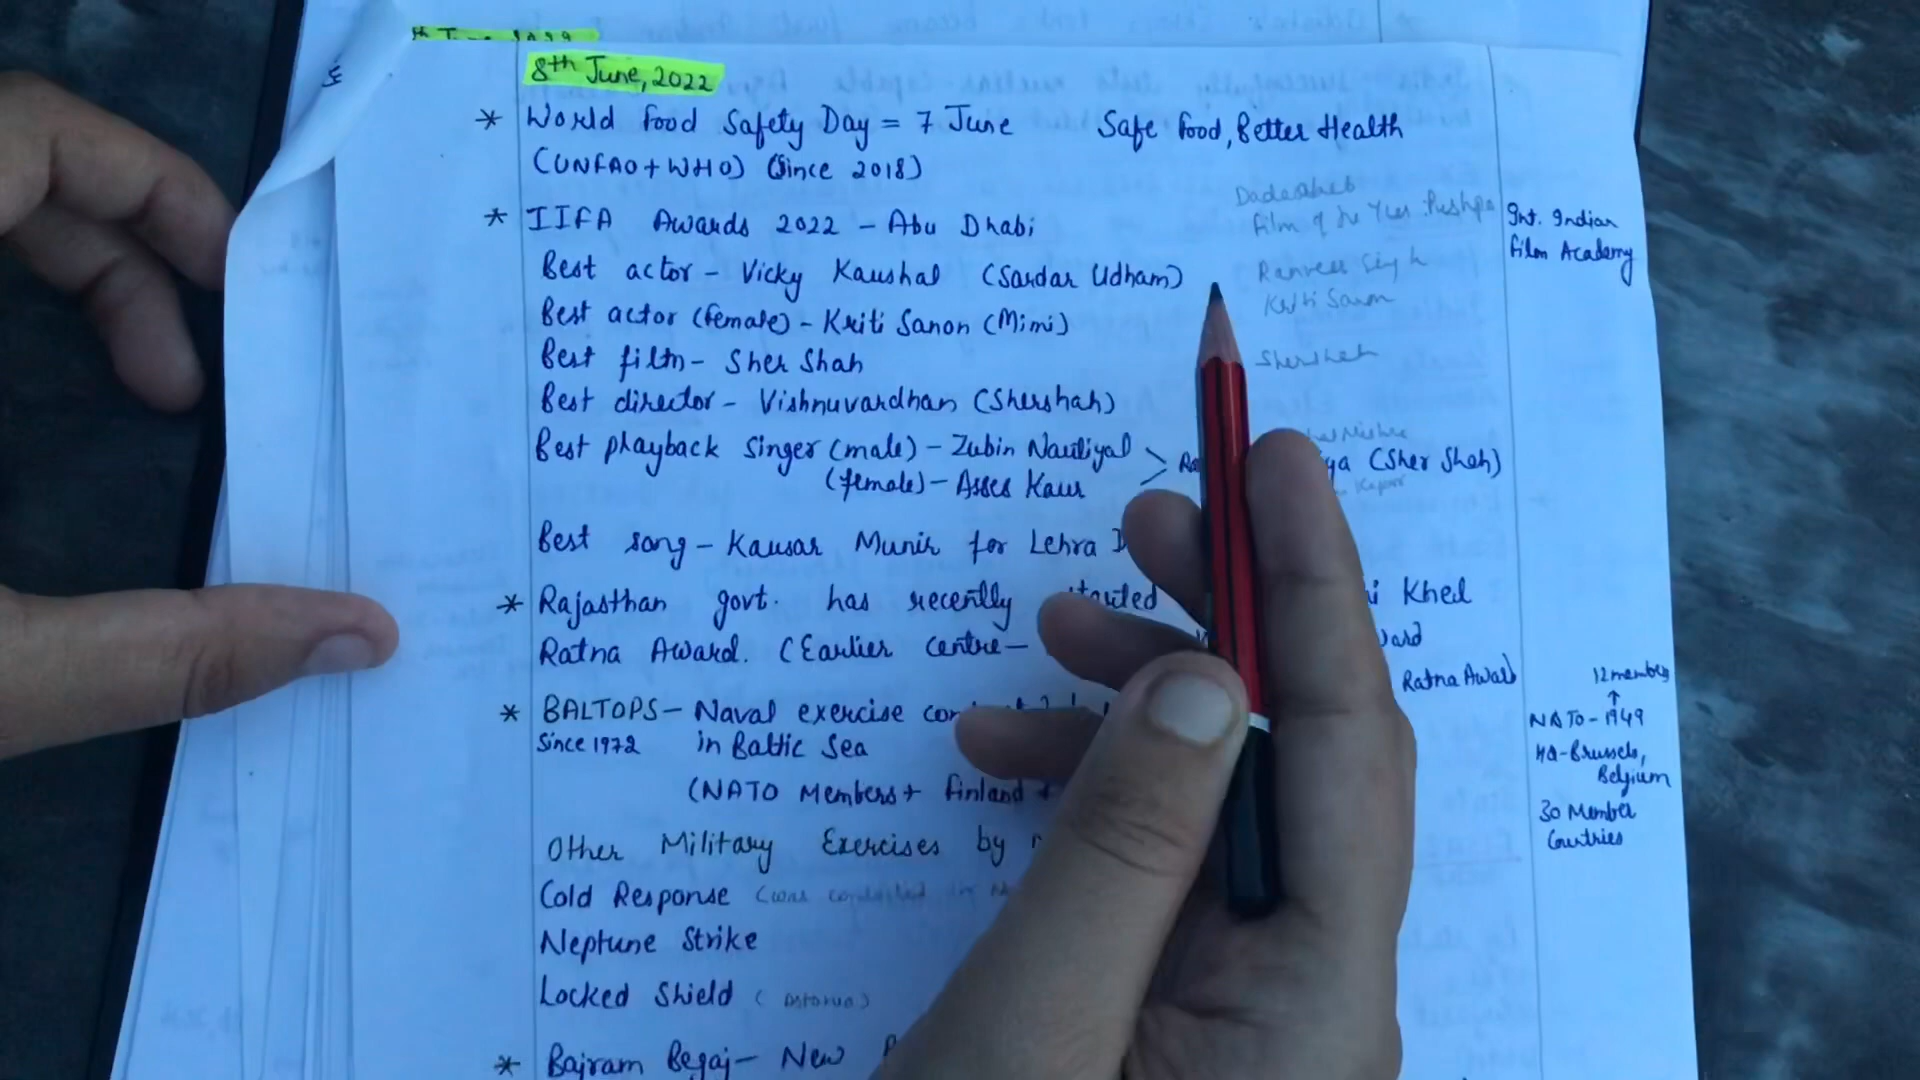 8th June, 2022
* World Food Safety Day = 7 June Safe Food, Better Health
(UNFAO + WHO) (Since 2018)
* IIFA Awards 2022 - Abu Dhabi
Int. Indian
Film Academy
Dadasaheb
Film of the Year: Pushpa
Best actor - Vicky Kaushal (Sardar Udham)
Ranveer Singh
Best actor (female) - Kriti Sanon (Mimi)
Kriti Sanon
Best film - Sher Shah
Shershah
Best director - Vishnuvardhan (Shershah)
Best playback singer (male) - Zubin Nautiyal
(female) - Asees Kaur
(Sher Shah)
Best song - Kausar Munir for Lehra
* Rajasthan govt. has recently Khel
Ratna Award. (Earlier centre -
Ratna Award
* BALTOPS - Naval exercise
Since 1972 in Baltic Sea
(NATO Members + Finland +
12 members
↑
NATO - 1949
HQ - Brussels,
Belgium
30 Member
Countries
Other Military Exercises by
Cold Response (was conducted in
Neptune Strike
Locked Shield
* Bajram Begaj - New